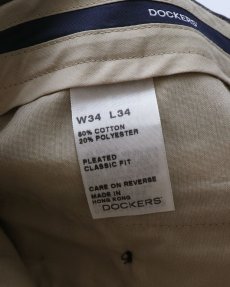 DOCKERS
W34 L34
80% COTTON
20% POLYESTER
PLEATED
CLASSIC FIT
CARE ON REVERSE
MADE IN
HONG KONG
DOCKERS®